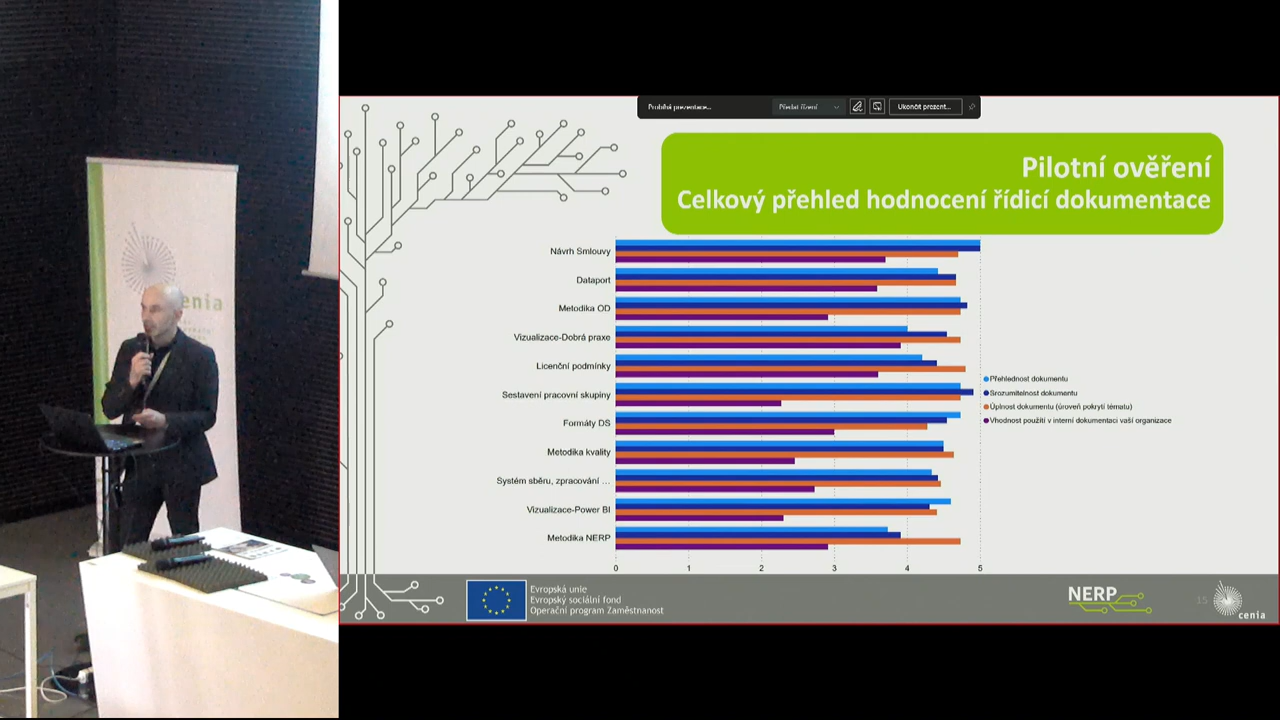 Probíhá prezentace...
Předat řízení
Ukončit prezent...
Pilotní ověření
Celkový přehled hodnocení řídicí dokumentace
Návrh Smlouvy
Dataport
Metodika OD
Vizualizace-Dobrá praxe
Licenční podmínky
Sestavení pracovní skupiny
Formáty DS
Metodika kvality
Systém sběru, zpracování ...
Vizualizace-Power BI
Metodika NERP
0 1 2 3 4 5
Přehlednost dokumentu
Srozumitelnost dokumentu
Úplnost dokumentu (úroveň pokrytí tématu)
Vhodnost použití v interní dokumentaci vaší organizace
Evropská unie
Evropský sociální fond
Operační program Zaměstnanost
NERP
15
cenia
enia